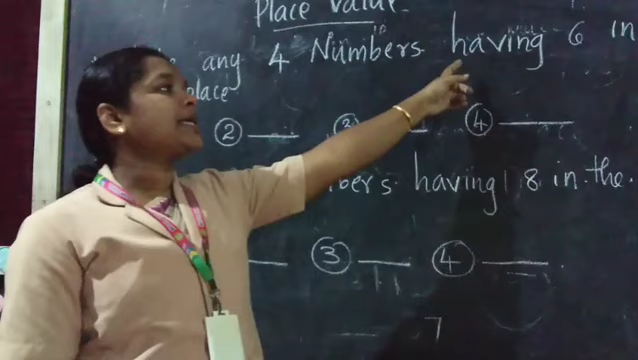 Place value
any 4 Numbers having 6 in
place
② ③ ④
bers having 8 in the
③ ④
7